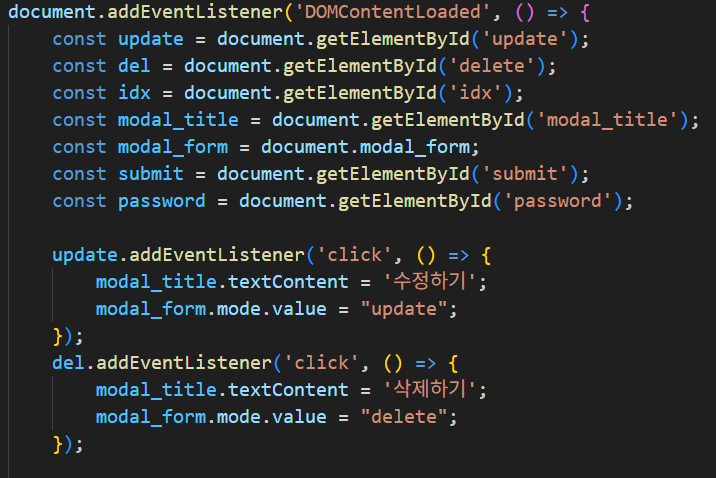 document.addEventListener('DOMContentLoaded', () => {
    const update = document.getElementById('update');
    const del = document.getElementById('delete');
    const idx = document.getElementById('idx');
    const modal_title = document.getElementById('modal_title');
    const modal_form = document.modal_form;
    const submit = document.getElementById('submit');
    const password = document.getElementById('password');

    update.addEventListener('click', () => {
        modal_title.textContent = '수정하기';
        modal_form.mode.value = "update";
    });
    del.addEventListener('click', () => {
        modal_title.textContent = '삭제하기';
        modal_form.mode.value = "delete";
    });